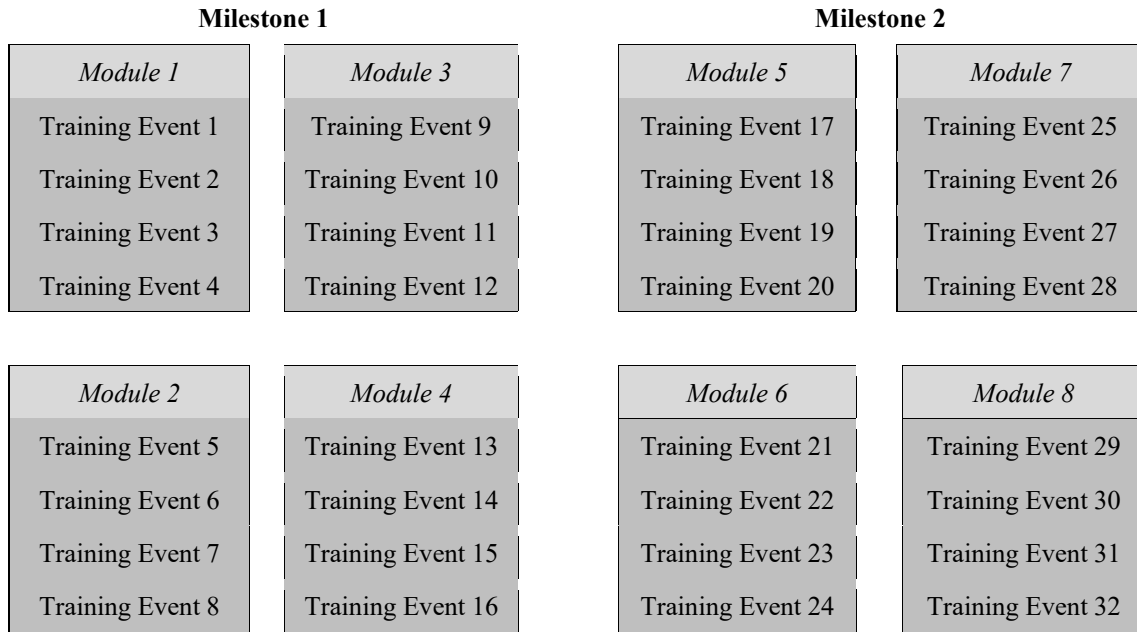 Milestone 1
Module 1
Training Event 1
Training Event 2
Training Event 3
Training Event 4
Module 2
Training Event 5
Training Event 6
Training Event 7
Training Event 8
Module 3
Training Event 9
Training Event 10
Training Event 11
Training Event 12
Module 4
Training Event 13
Training Event 14
Training Event 15
Training Event 16
Milestone 2
Module 5
Training Event 17
Training Event 18
Training Event 19
Training Event 20
Module 6
Training Event 21
Training Event 22
Training Event 23
Training Event 24
Module 7
Training Event 25
Training Event 26
Training Event 27
Training Event 28
Module 8
Training Event 29
Training Event 30
Training Event 31
Training Event 32